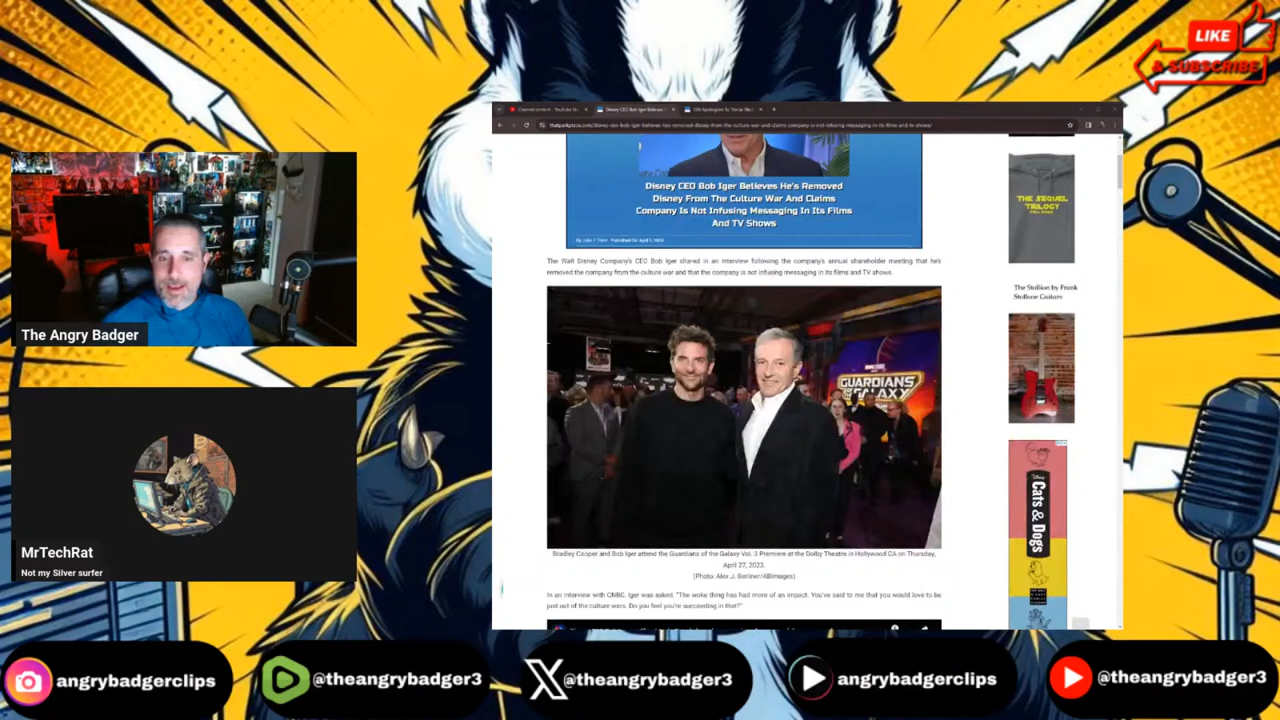 LIKE
& SUBSCRIBE
Disney CEO Bob Iger Believes He's Removed
Disney From The Culture War And Claims
Company Is Not Infusing Messaging In Its Films
And TV Shows
The Walt Disney Company's CEO Bob Iger shared in an interview following the company's annual shareholder meeting that he's
removed the company from the culture war and that the company is not infusing messaging in its films and TV shows.
THE SEQUEL
TRILOGY
The Stallion by Frank
Stallone Guitars
GUARDIANS
OF THE GALAXY
Disney
Cats & Dogs
Bradley Cooper and Bob Iger attend the Guardians of the Galaxy Vol. 3 Premiere at the Dolby Theatre in Hollywood CA on Thursday,
April 27, 2023.
(Photo: Alex J. Berliner/ABImages)
In an interview with CNBC, Iger was asked, "The woke thing has had more of an impact. You've said to me that you would love to be
just out of the culture wars. Do you feel you're succeeding in that?"
The Angry Badger
MrTechRat
Not my Silver surfer
angrybadgerclips
@theangrybadger3
@theangrybadger3
angrybadgerclips
@theangrybadger3